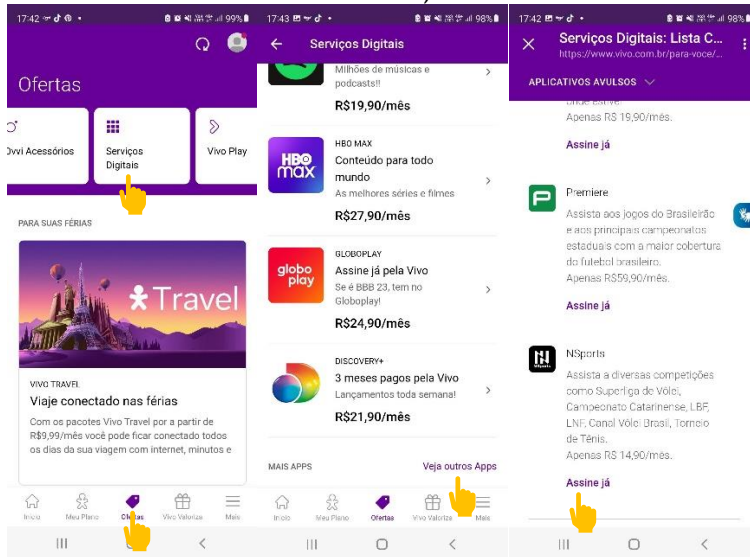 17:42
99%
Ofertas
Ovvi Acessórios
Serviços
Digitais
Vivo Play
PARA SUAS FÉRIAS
Travel
VIVO TRAVEL
Viaje conectado nas férias
Com os pacotes Vivo Travel por a partir de
R$9,99/mês você pode ficar conectado todos
os dias da sua viagem com internet, minutos e
Início
Meu Plano
Ofertas
Vivo Valoriza
Mais
17:43
98%
Serviços Digitais
Milhões de músicas e
podcasts!!
R$19,90/mês
HBO MAX
HBO
max
Conteúdo para todo
mundo
As melhores séries e filmes
R$27,90/mês
GLOBOPLAY
globo
play
Assine já pela Vivo
Se é BBB 23, tem no
Globoplay!
R$24,90/mês
DISCOVERY+
3 meses pagos pela Vivo
Lançamentos toda semana!
R$21,90/mês
MAIS APPS
Veja outros Apps
Início
Meu Plano
Ofertas
Vivo Valoriza
Mais
17:42
98%
Serviços Digitais: Lista C...
https://www.vivo.com.br/para-voce/...
APLICATIVOS AVULSOS
onde estive.
Apenas R$ 19,90/mês.
Assine já
Premiere
Assista aos jogos do Brasileirão
e aos principais campeonatos
estaduais com a maior cobertura
do futebol brasileiro.
Apenas R$59,90/mês.
Assine já
NSports
NSports
Assista a diversas competições
como Superliga de Vôlei,
Campeonato Catarinense, LBF,
LNF, Canal Vôlei Brasil, Torneio
de Tênis.
Apenas R$ 14,90/mês.
Assine já